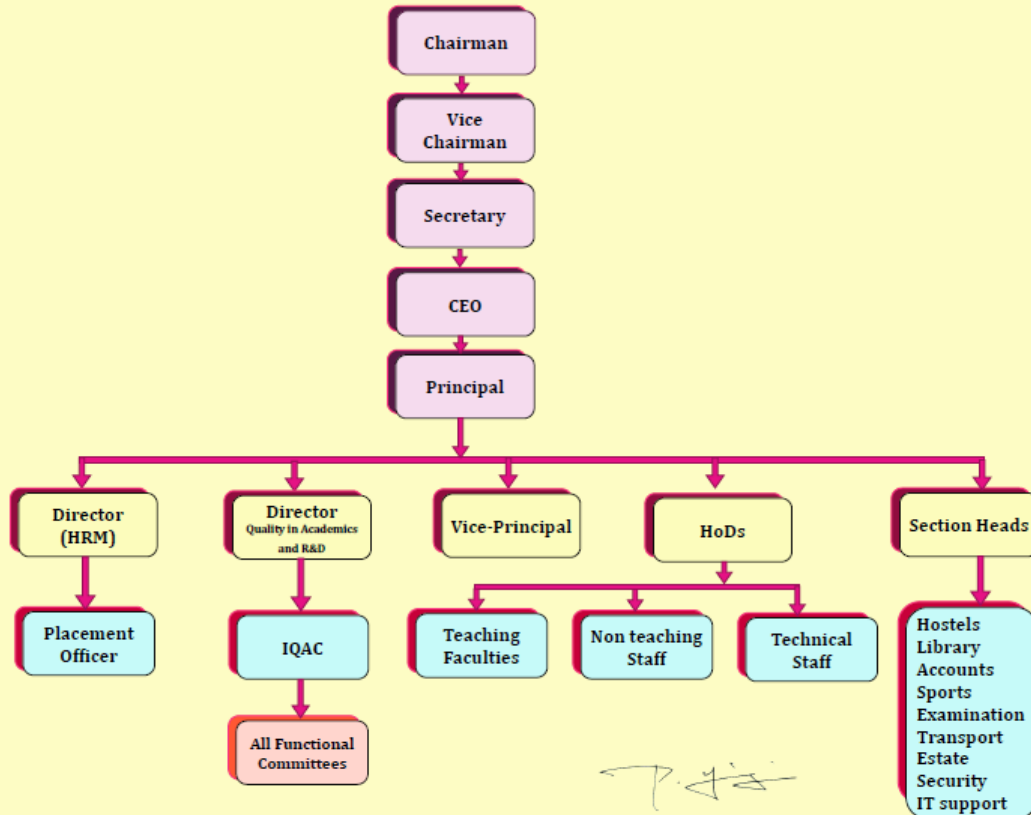 Chairman
Vice
Chairman
Secretary
CEO
Principal
Director
(HRM)
Director
Quality in Academics
and R&D
Vice-Principal
HoDs
Section Heads
Placement
Officer
IQAC
Teaching
Faculties
Non teaching
Staff
Technical
Staff
Hostels
Library
Accounts
Sports
Examination
Transport
Estate
Security
IT support
All Functional
Committees